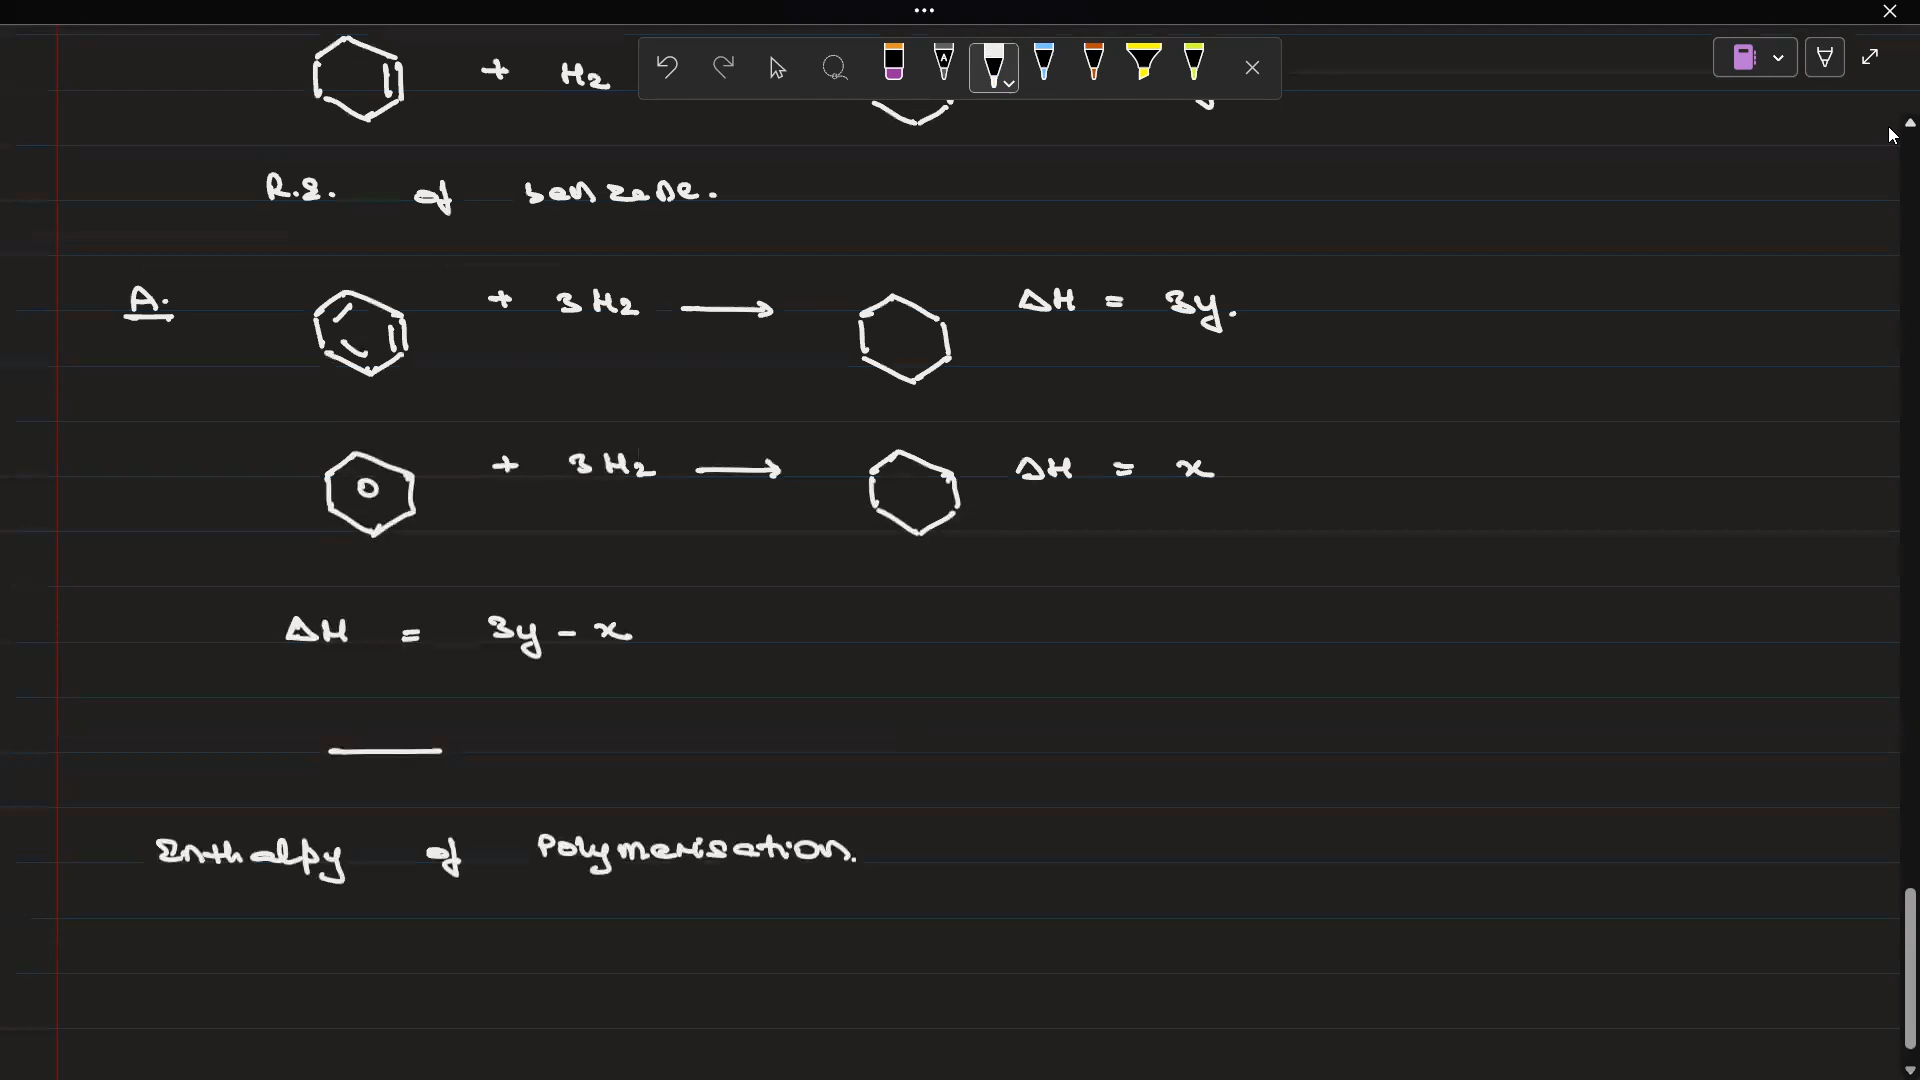 + H₂
R.E. of benzene.
A. + 3H₂ ⟶ ΔH = 3y.
+ 3H₂ ⟶ ΔH = x
ΔH = 3y - x
Enthalpy of Polymerisation.